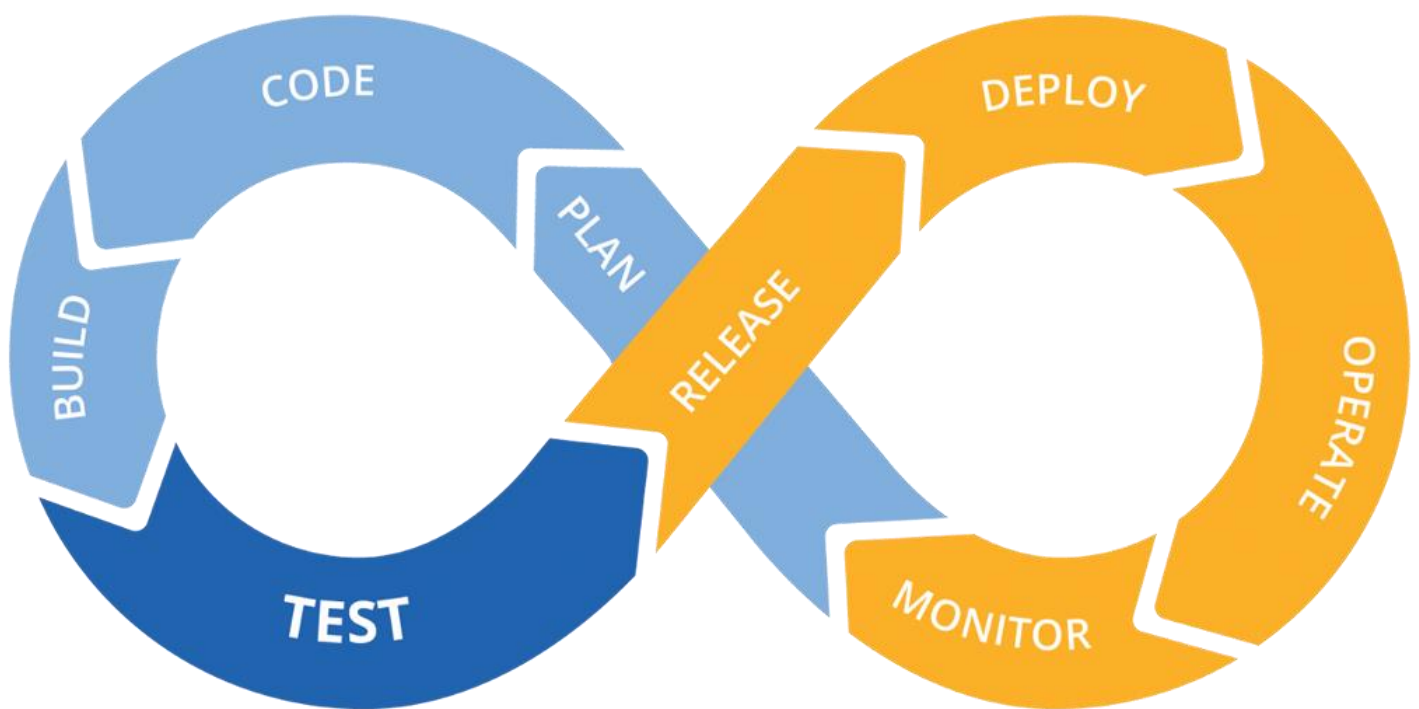 CODE
DEPLOY
PLAN
RELEASE
BUILD
OPERATE
TEST
MONITOR